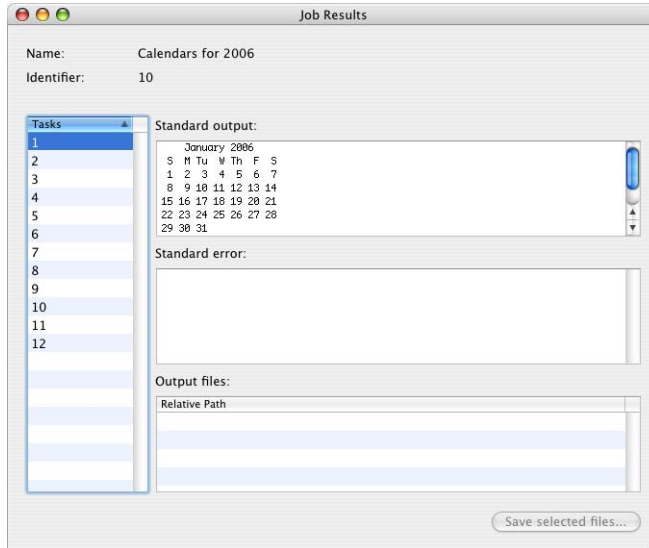 Job Results
Name: Calendars for 2006
Identifier: 10
Tasks
1
2
3
4
5
6
7
8
9
10
11
12
Standard output:
January 2006
S M Tu W Th F S
1 2 3 4 5 6 7
8 9 10 11 12 13 14
15 16 17 18 19 20 21
22 23 24 25 26 27 28
29 30 31
Standard error:
Output files:
Relative Path
Save selected files...